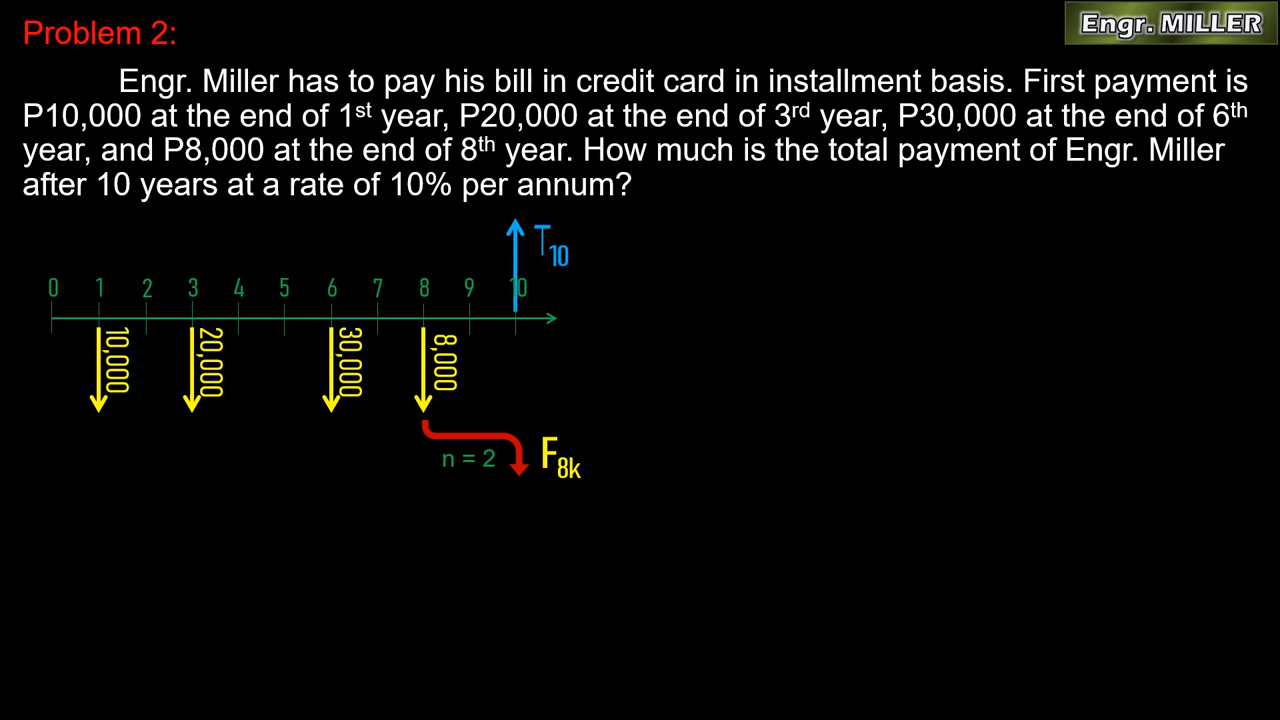 Engr. MILLER
Problem 2:
Engr. Miller has to pay his bill in credit card in installment basis. First payment is
P10,000 at the end of 1st year, P20,000 at the end of 3rd year, P30,000 at the end of 6th
year, and P8,000 at the end of 8th year. How much is the total payment of Engr. Miller
after 10 years at a rate of 10% per annum?
T10
0 1 2 3 4 5 6 7 8 9 10
10,000 20,000 30,000 8,000
n = 2 F8k